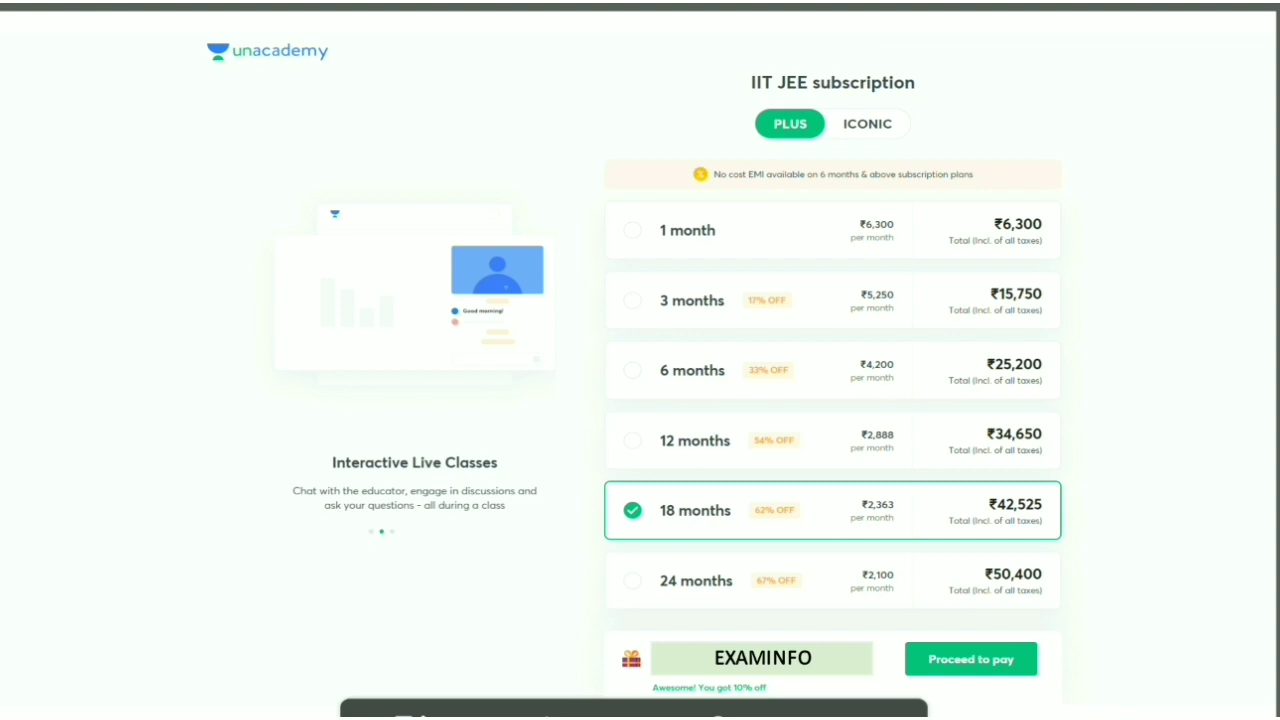 unacademy
IIT JEE subscription
PLUS ICONIC
No cost EMI available on 6 months & above subscription plans
1 month ₹6,300 ₹6,300
per month Total (Incl. of all taxes)
3 months 17% OFF ₹5,250 ₹15,750
per month Total (Incl. of all taxes)
6 months 33% OFF ₹4,200 ₹25,200
per month Total (Incl. of all taxes)
12 months 54% OFF ₹2,888 ₹34,650
per month Total (Incl. of all taxes)
18 months 62% OFF ₹2,363 ₹42,525
per month Total (Incl. of all taxes)
24 months 67% OFF ₹2,100 ₹50,400
per month Total (Incl. of all taxes)
EXAMINFO Proceed to pay
Awesome! You got 10% off
Good morning!
Interactive Live Classes
Chat with the educator, engage in discussions and
ask your questions - all during a class